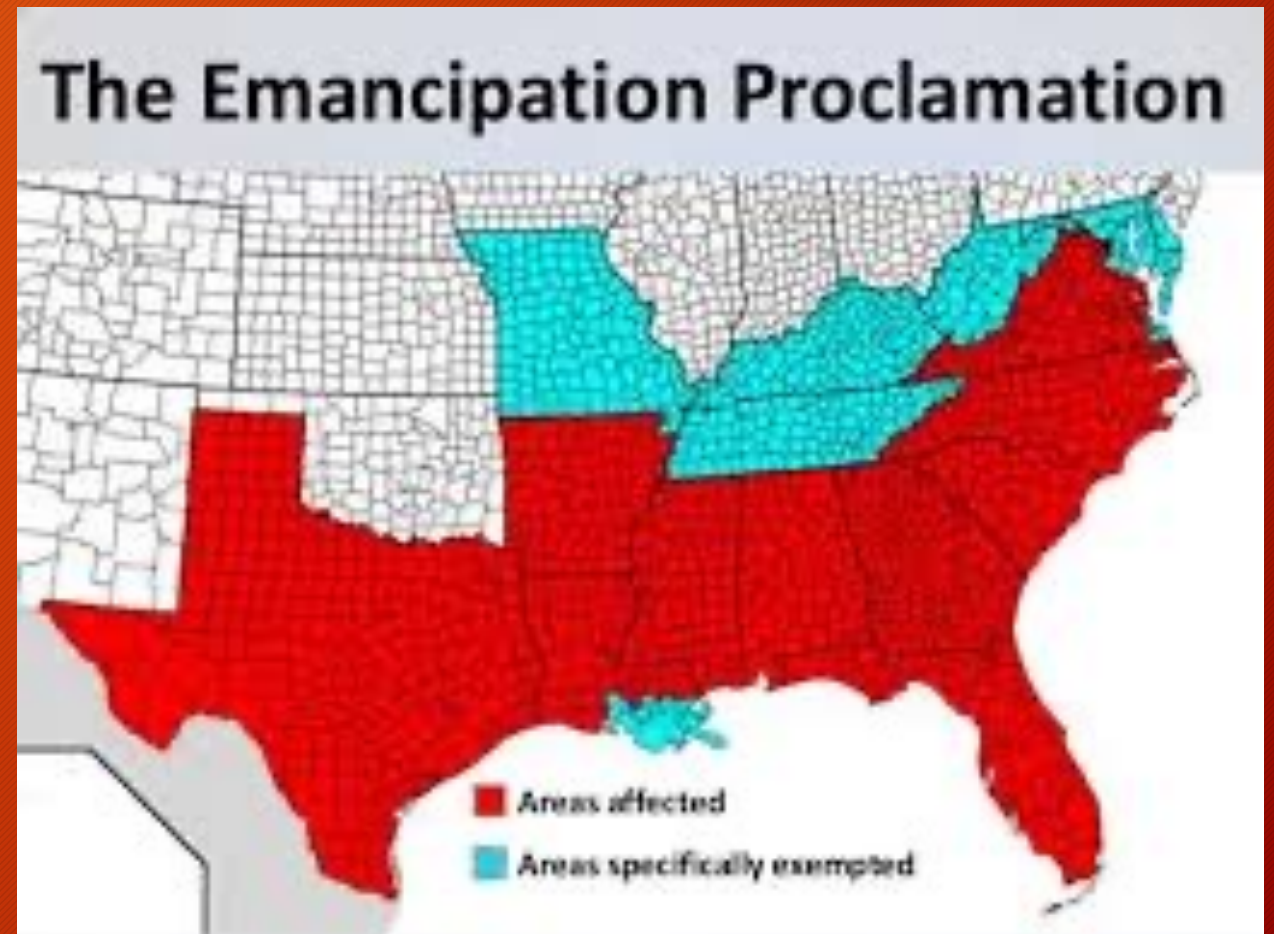 The Emancipation Proclamation
Areas affected
Areas specifically exempted